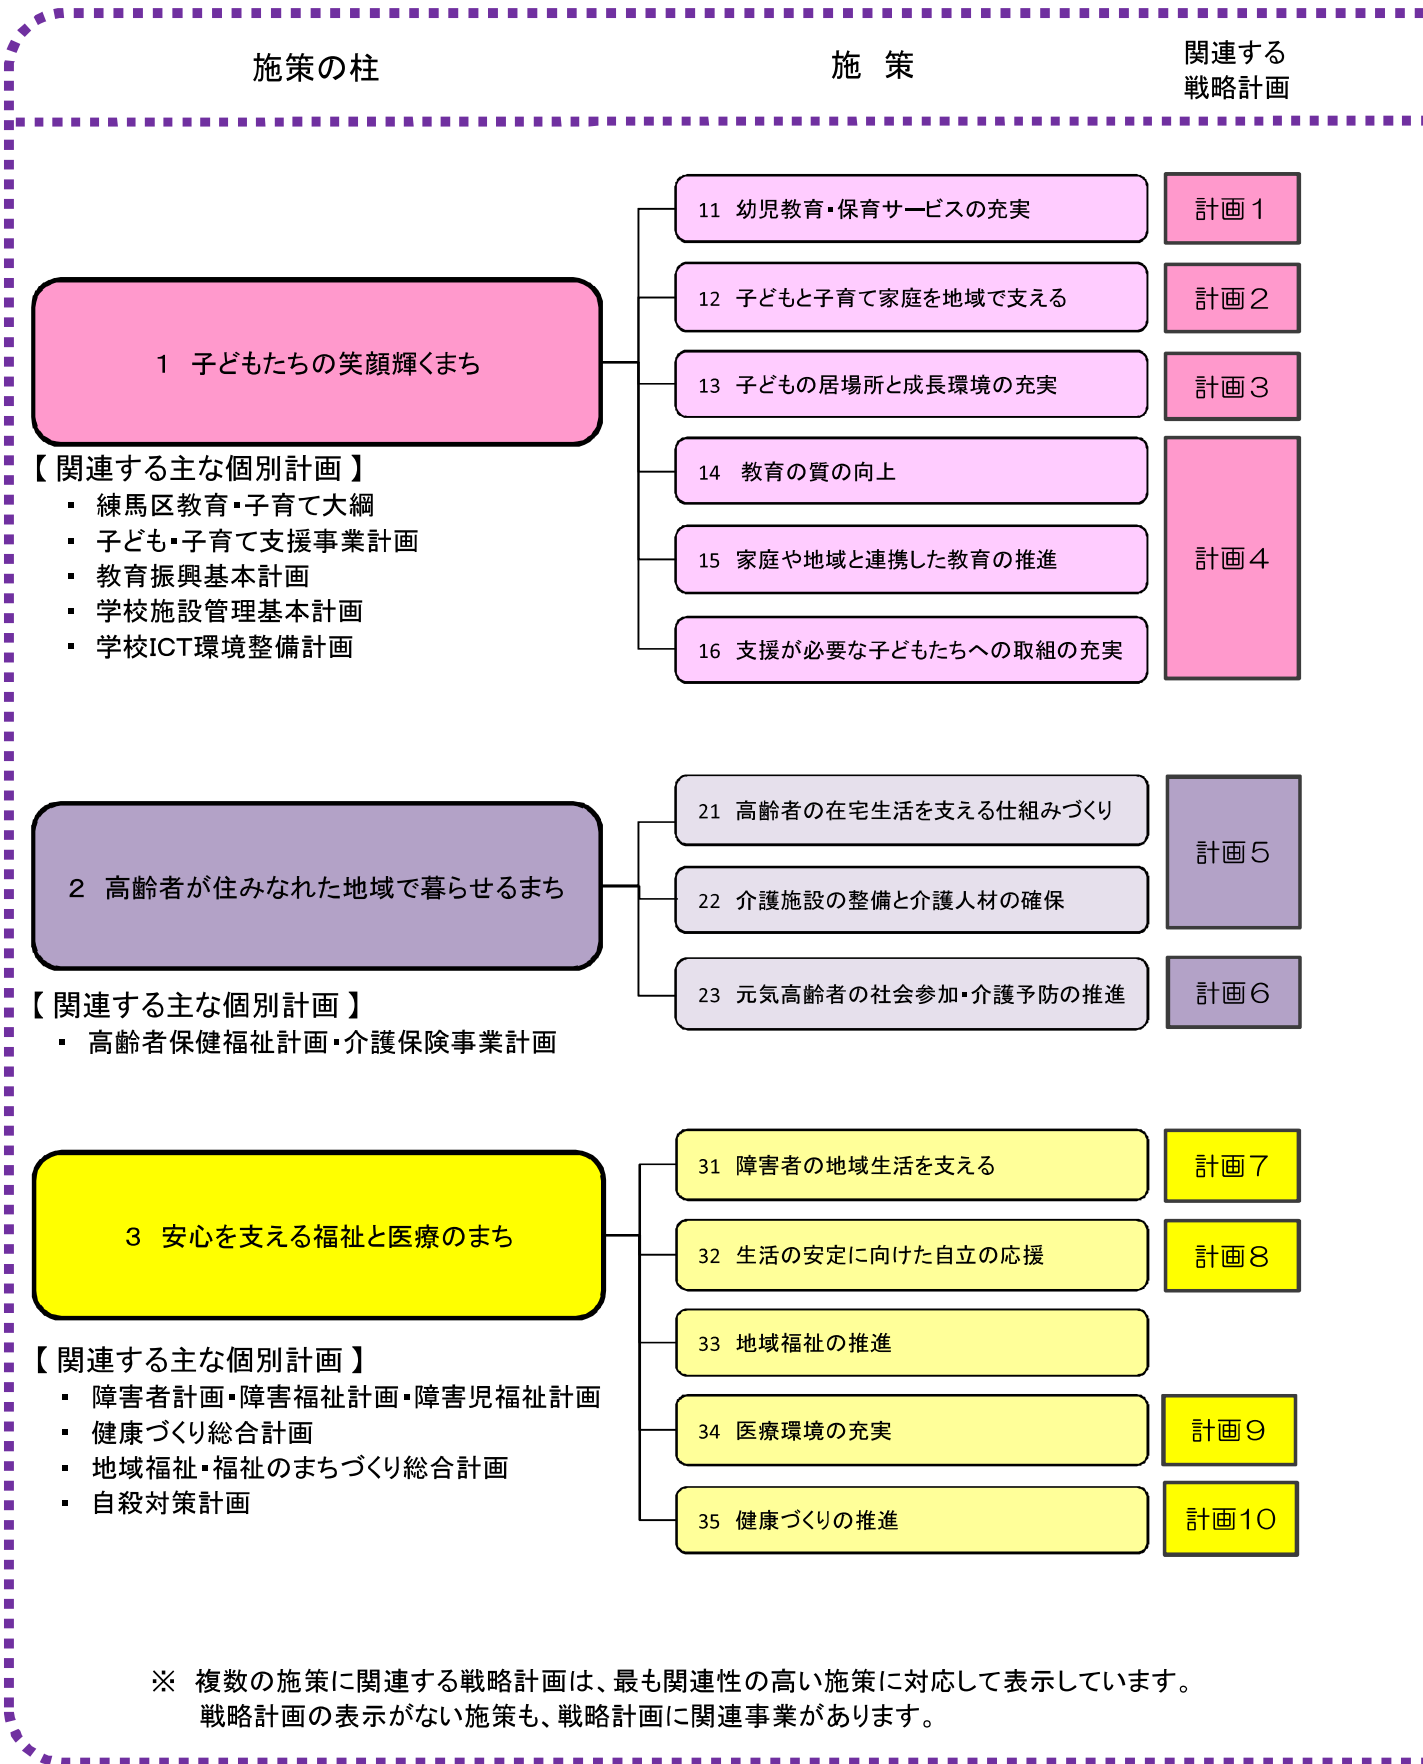 施策の柱
施 策
関連する
戦略計画
1 子どもたちの笑顔輝くまち
【 関連する主な個別計画 】
・ 練馬区教育・子育て大綱
・ 子ども・子育て支援事業計画
・ 教育振興基本計画
・ 学校施設管理基本計画
・ 学校ICT環境整備計画
11 幼児教育・保育サービスの充実
計画1
12 子どもと子育て家庭を地域で支える
計画2
13 子どもの居場所と成長環境の充実
計画3
14 教育の質の向上
15 家庭や地域と連携した教育の推進
16 支援が必要な子どもたちへの取組の充実
計画4
2 高齢者が住みなれた地域で暮らせるまち
【 関連する主な個別計画 】
・ 高齢者保健福祉計画・介護保険事業計画
21 高齢者の在宅生活を支える仕組みづくり
22 介護施設の整備と介護人材の確保
計画5
23 元気高齢者の社会参加・介護予防の推進
計画6
3 安心を支える福祉と医療のまち
【 関連する主な個別計画 】
・ 障害者計画・障害福祉計画・障害児福祉計画
・ 健康づくり総合計画
・ 地域福祉・福祉のまちづくり総合計画
・ 自殺対策計画
31 障害者の地域生活を支える
計画7
32 生活の安定に向けた自立の応援
計画8
33 地域福祉の推進
34 医療環境の充実
計画9
35 健康づくりの推進
計画10
※ 複数の施策に関連する戦略計画は、最も関連性の高い施策に対応して表示しています。
戦略計画の表示がない施策も、戦略計画に関連事業があります。